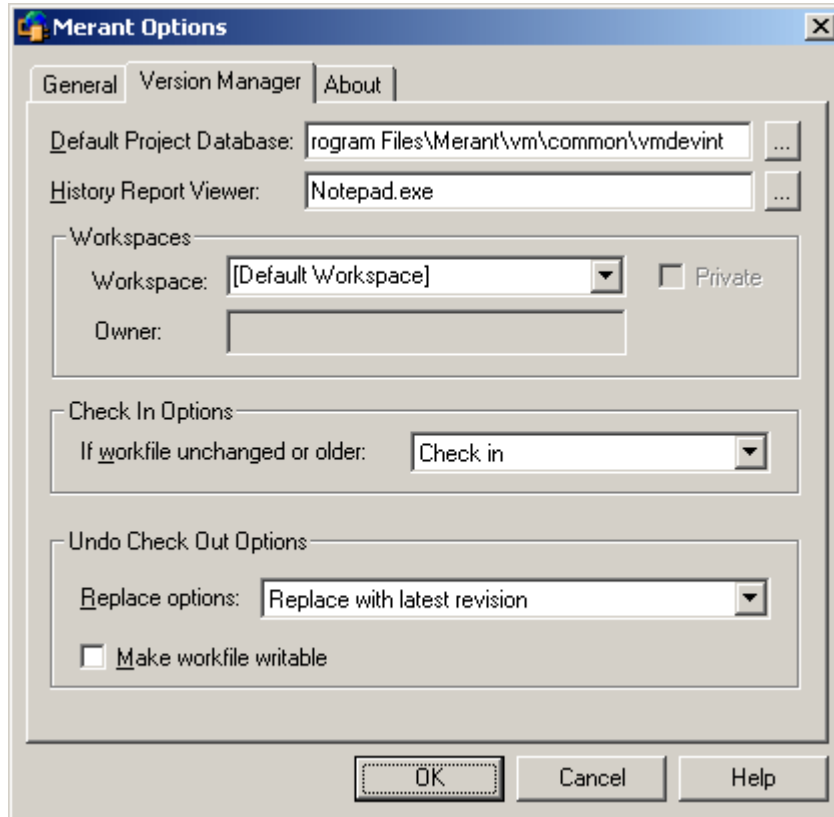 Merant Options
General Version Manager About
Default Project Database: rogram Files\Merant\vm\common\vmdevint ...
History Report Viewer: Notepad.exe ...
Workspaces
Workspace: [Default Workspace] Private
Owner:
Check In Options
If workfile unchanged or older: Check in
Undo Check Out Options
Replace options: Replace with latest revision
Make workfile writable
OK Cancel Help